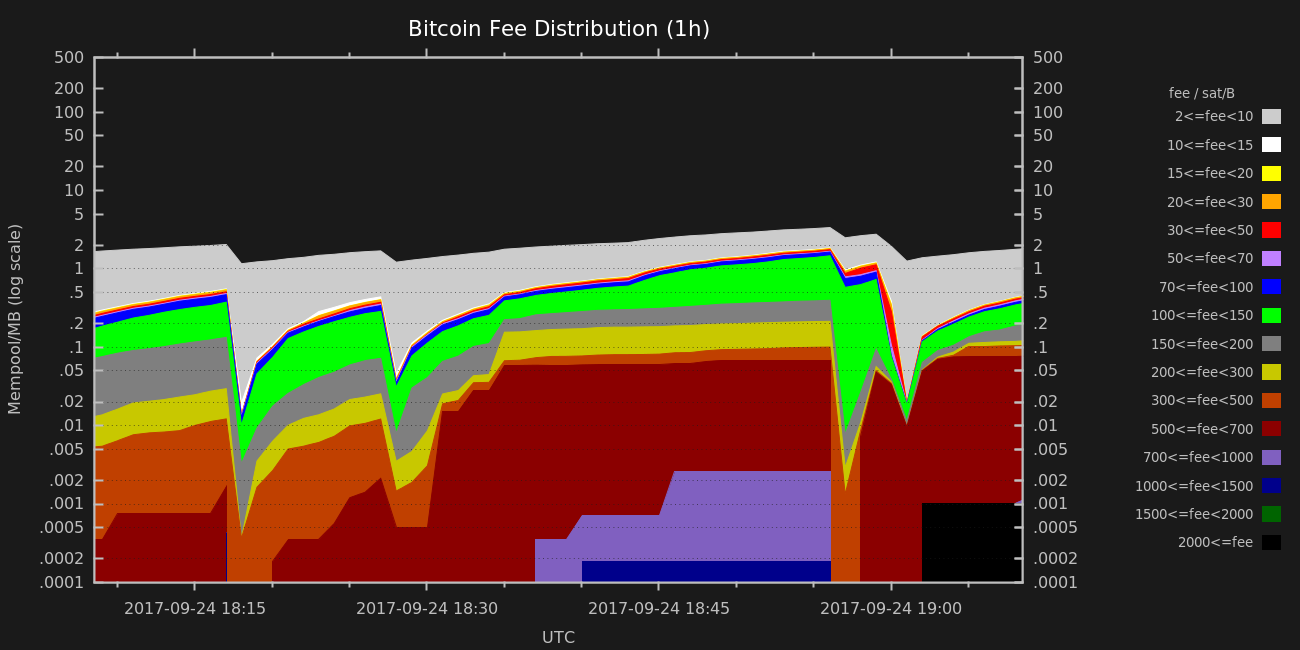 Bitcoin Fee Distribution (1h)
Mempool/MB (log scale)
500
200
100
50
20
10
5
2
1
.5
.2
.1
.05
.02
.01
.005
.002
.001
.0005
.0002
.0001
500
200
100
50
20
10
5
2
1
.5
.2
.1
.05
.02
.01
.005
.002
.001
.0005
.0002
.0001
2017-09-24 18:15
2017-09-24 18:30
2017-09-24 18:45
2017-09-24 19:00
UTC
fee / sat/B
2<=fee<10
10<=fee<15
15<=fee<20
20<=fee<30
30<=fee<50
50<=fee<70
70<=fee<100
100<=fee<150
150<=fee<200
200<=fee<300
300<=fee<500
500<=fee<700
700<=fee<1000
1000<=fee<1500
1500<=fee<2000
2000<=fee